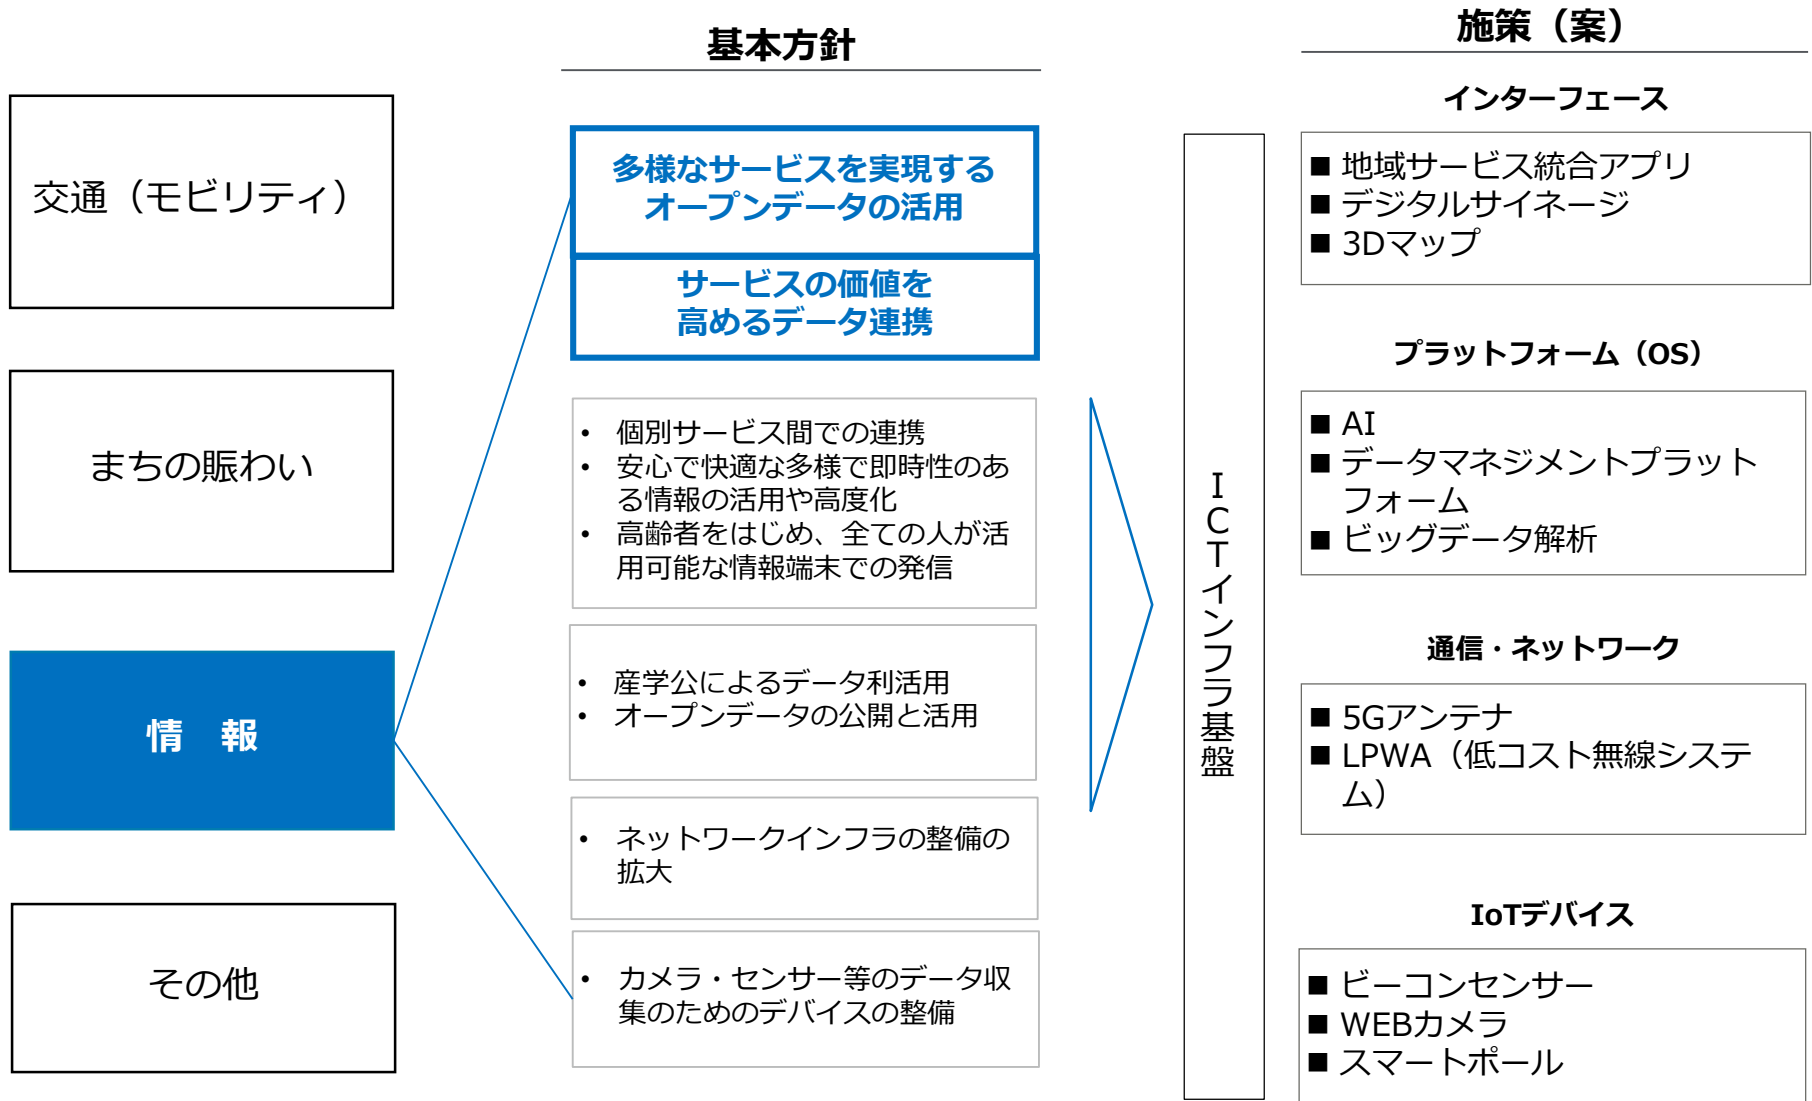 交通（モビリティ）
まちの賑わい
情　報
その他
基本方針
多様なサービスを実現する
オープンデータの活用
サービスの価値を
高めるデータ連携
• 個別サービス間での連携
• 安心で快適な多様で即時性のあ
る情報の活用や高度化
• 高齢者をはじめ、全ての人が活
用可能な情報端末での発信
• 産学公によるデータ利活用
• オープンデータの公開と活用
• ネットワークインフラの整備の
拡大
• カメラ・センサー等のデータ収
集のためのデバイスの整備
ICTインフラ基盤
施策（案）
インターフェース
■ 地域サービス統合アプリ
■ デジタルサイネージ
■ 3Dマップ
プラットフォーム（OS）
■ AI
■ データマネジメントプラット
フォーム
■ ビッグデータ解析
通信・ネットワーク
■ 5Gアンテナ
■ LPWA（低コスト無線システ
ム）
IoTデバイス
■ ビーコンセンサー
■ WEBカメラ
■ スマートポール